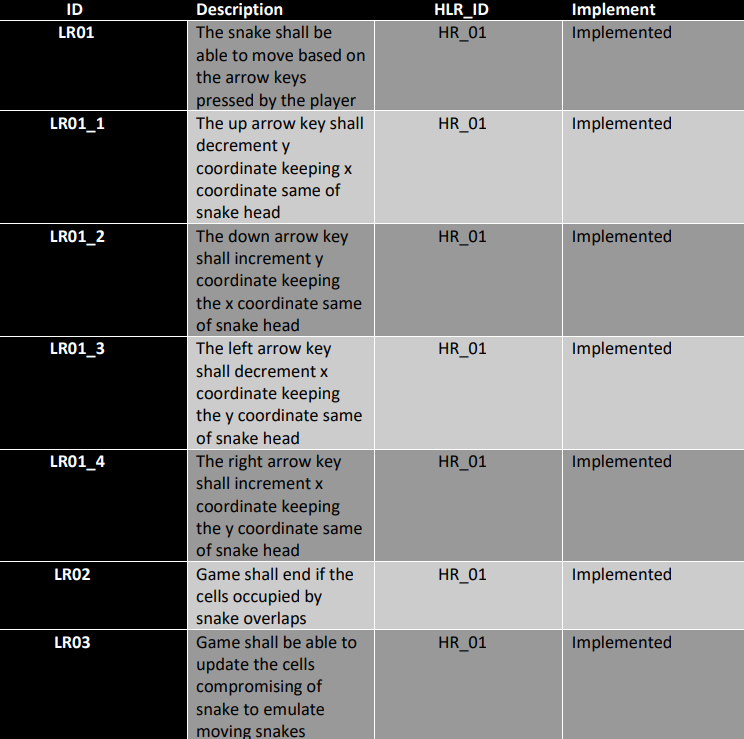 ID Description HLR_ID Implement
LR01 The snake shall be HR_01 Implemented
able to move based on
the arrow keys
pressed by the player
LR01_1 The up arrow key shall HR_01 Implemented
decrement y
coordinate keeping x
coordinate same of
snake head
LR01_2 The down arrow key HR_01 Implemented
shall increment y
coordinate keeping
the x coordinate same
of snake head
LR01_3 The left arrow key HR_01 Implemented
shall decrement x
coordinate keeping
the y coordinate same
of snake head
LR01_4 The right arrow key HR_01 Implemented
shall increment x
coordinate keeping
the y coordinate same
of snake head
LR02 Game shall end if the HR_01 Implemented
cells occupied by
snake overlaps
LR03 Game shall be able to HR_01 Implemented
update the cells
compromising of
snake to emulate
moving snakes